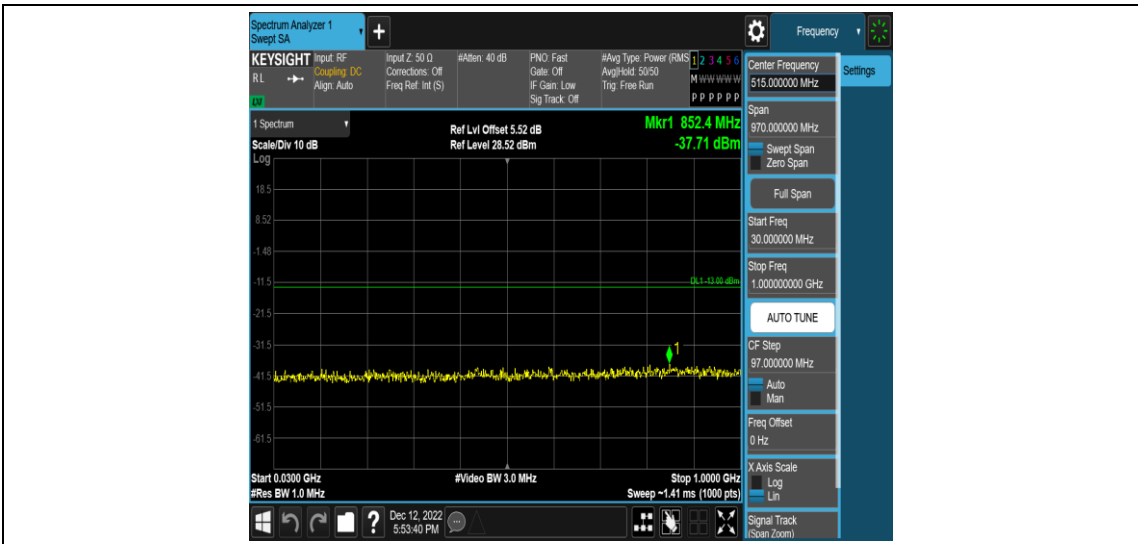 Spectrum Analyzer 1
Swept SA
+
Frequency
KEYSIGHT
RL
LXI
Input: RF
Coupling: DC
Align: Auto
Input Z: 50 Ω
Corrections: Off
Freq Ref: Int (S)
#Atten: 40 dB
PNO: Fast
Gate: Off
IF Gain: Low
Sig Track: Off
#Avg Type: Power (RMS
Avg|Hold: 50/50
Trig: Free Run
1 2 3 4 5 6
M W W W W W
P P P P P P
1 Spectrum
Scale/Div 10 dB
Log
Ref Lvl Offset 5.52 dB
Ref Level 28.52 dBm
Mkr1 852.4 MHz
-37.71 dBm
18.5
8.52
-1.48
-11.5
DL1 -13.00 dBm
-21.5
-31.5
1
-41.5
-51.5
-61.5
Start 0.0300 GHz
#Res BW 1.0 MHz
#Video BW 3.0 MHz
Stop 1.0000 GHz
Sweep ~1.41 ms (1000 pts)
?
Dec 12, 2022
5:53:40 PM
Center Frequency
515.000000 MHz
Settings
Span
970.000000 MHz
Swept Span
Zero Span
Full Span
Start Freq
30.000000 MHz
Stop Freq
1.000000000 GHz
AUTO TUNE
CF Step
97.000000 MHz
Auto
Man
Freq Offset
0 Hz
X Axis Scale
Log
Lin
Signal Track
(Span Zoom)